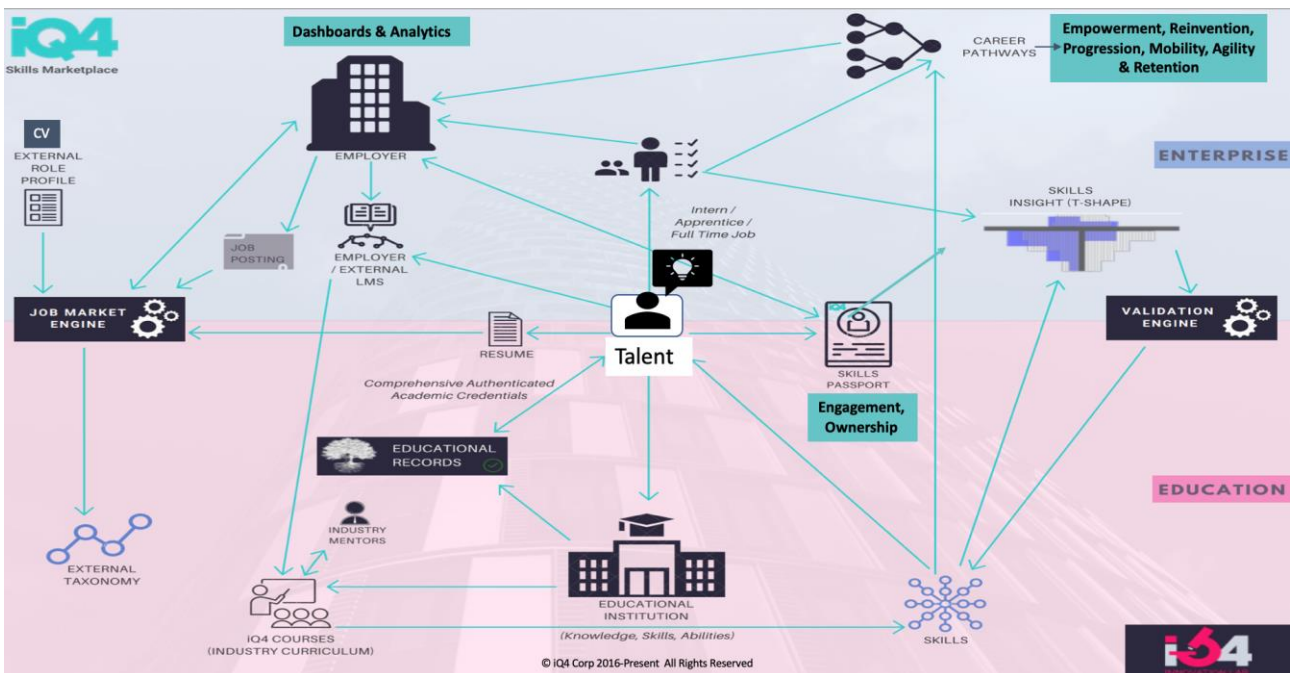 iQ4
Skills Marketplace
Dashboards & Analytics
CAREER
PATHWAYS
Empowerment, Reinvention,
Progression, Mobility, Agility
& Retention
CV
EXTERNAL
ROLE
PROFILE
EMPLOYER
ENTERPRISE
SKILLS
INSIGHT (T-SHAPE)
Intern /
Apprentice /
Full Time Job
JOB
POSTING
EMPLOYER
/ EXTERNAL
LMS
JOB MARKET
ENGINE
VALIDATION
ENGINE
iQ4
RESUME
Talent
SKILLS
PASSPORT
Comprehensive Authenticated
Academic Credentials
Engagement,
Ownership
EDUCATIONAL
RECORDS
EDUCATION
INDUSTRY
MENTORS
EXTERNAL
TAXONOMY
EDUCATIONAL
INSTITUTION
(Knowledge, Skills, Abilities)
SKILLS
iQ4 COURSES
(INDUSTRY CURRICULUM)
© iQ4 Corp 2016-Present All Rights Reserved